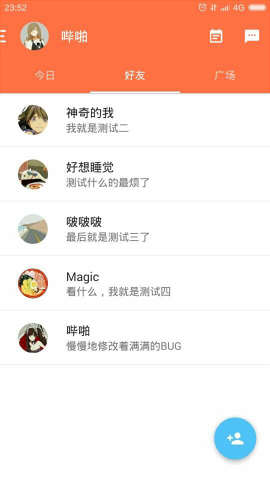 23:52
4G
哔啪
今日
好友
广场
神奇的我
我就是测试二
好想睡觉
测试什么的最烦了
啵啵啵
最后就是测试三了
Magic
看什么，我就是测试四
哔啪
慢慢地修改着满满的BUG